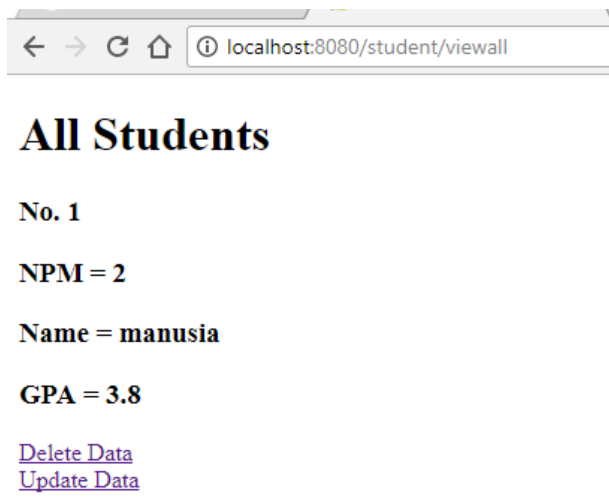 localhost:8080/student/viewall
All Students
No. 1
NPM = 2
Name = manusia
GPA = 3.8
Delete Data
Update Data